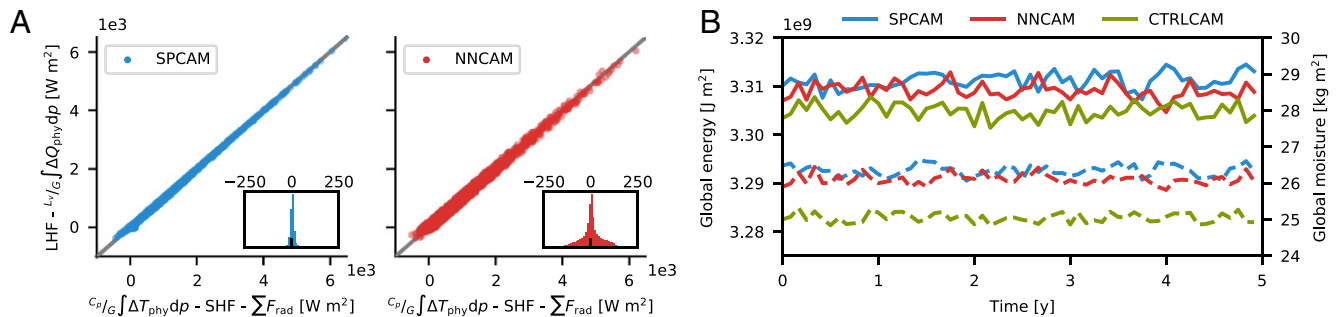 A
1e3
6
4
2
0
LHF - Lv/G∫ΔQphydp [W m²]
SPCAM
−250 0 250
0 2 4 6
1e3
Cp/G∫ΔTphydp - SHF - ∑Frad [W m²]
NNCAM
−250 0 250
0 2 4 6
1e3
Cp/G∫ΔTphydp - SHF - ∑Frad [W m²]
B
SPCAM NNCAM CTRLCAM
1e9
3.32
3.31
3.30
3.29
3.28
Global energy [J m²]
30
29
28
27
26
25
24
Global moisture [kg m²]
0 1 2 3 4 5
Time [y]